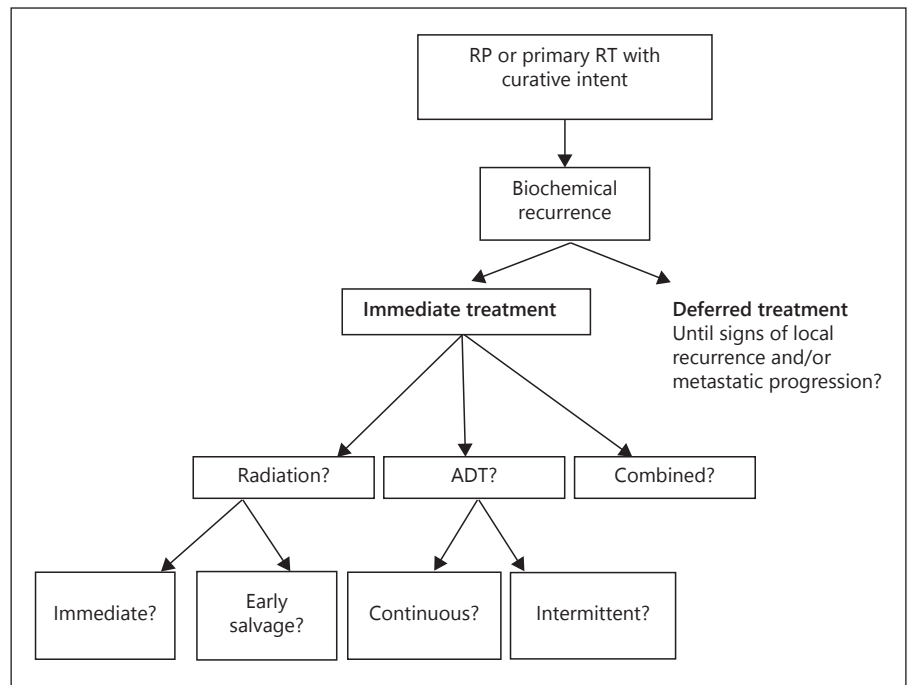 RP or primary RT with
curative intent
Biochemical
recurrence
Immediate treatment
Deferred treatment
Until signs of local
recurrence and/or
metastatic progression?
Radiation?
ADT?
Combined?
Immediate?
Early
salvage?
Continuous?
Intermittent?